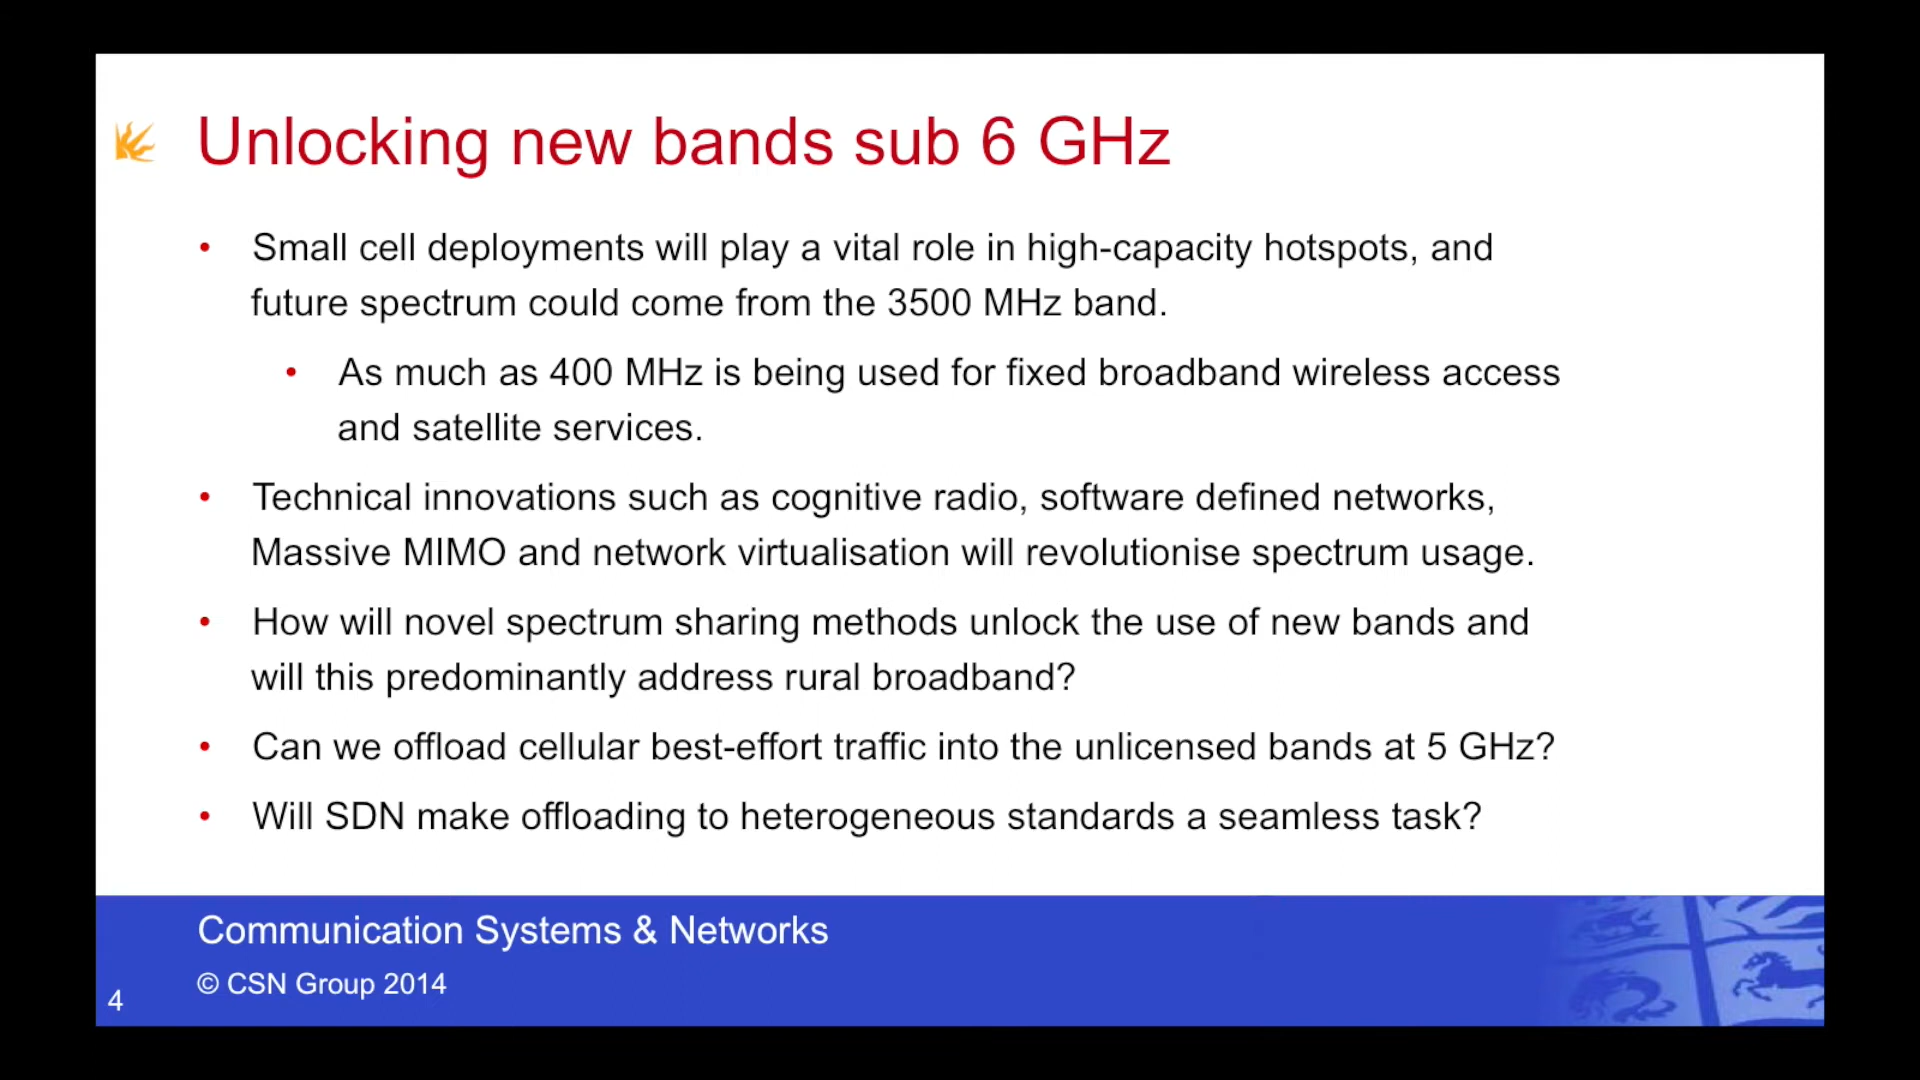 Unlocking new bands sub 6 GHz
• Small cell deployments will play a vital role in high-capacity hotspots, and
future spectrum could come from the 3500 MHz band.
• As much as 400 MHz is being used for fixed broadband wireless access
and satellite services.
• Technical innovations such as cognitive radio, software defined networks,
Massive MIMO and network virtualisation will revolutionise spectrum usage.
• How will novel spectrum sharing methods unlock the use of new bands and
will this predominantly address rural broadband?
• Can we offload cellular best-effort traffic into the unlicensed bands at 5 GHz?
• Will SDN make offloading to heterogeneous standards a seamless task?
Communication Systems & Networks
© CSN Group 2014
4